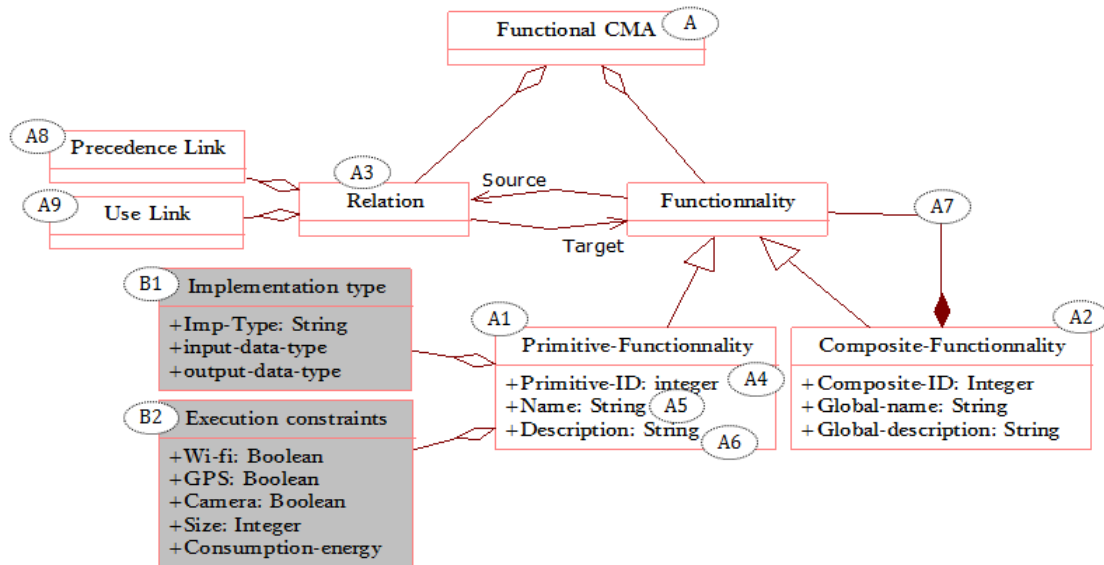 Functional CMA
A
A8
Precedence Link
A9
Use Link
A3
Relation
Source
Target
Functionnality
A7
B1
Implementation type
+Imp-Type: String
+input-data-type
+output-data-type
B2
Execution constraints
+Wi-fi: Boolean
+GPS: Boolean
+Camera: Boolean
+Size: Integer
+Consumption-energy
A1
Primitive-Functionnality
+Primitive-ID: integer
A4
+Name: String
A5
+Description: String
A6
A2
Composite-Functionnality
+Composite-ID: Integer
+Global-name: String
+Global-description: String